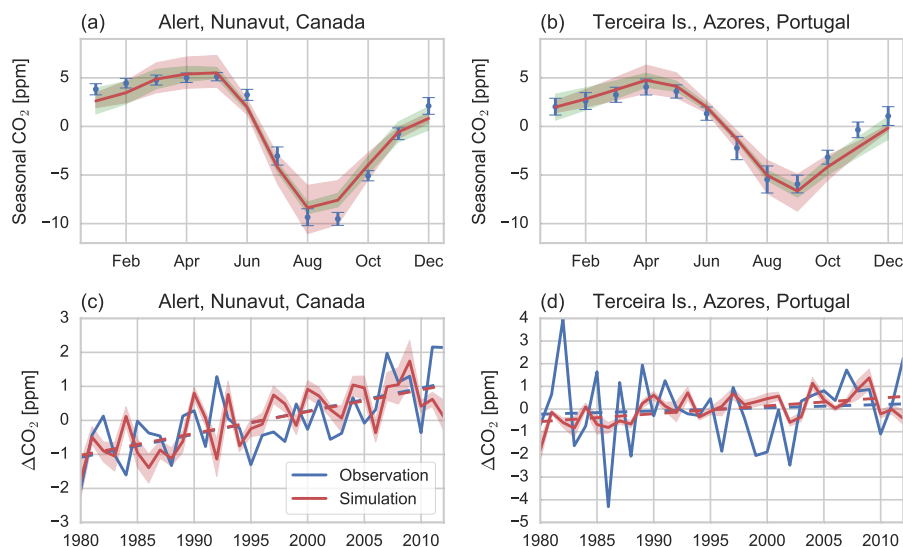 (a) Alert, Nunavut, Canada
Seasonal CO₂ [ppm]
5
0
−5
−10
Feb Apr Jun Aug Oct Dec
(b) Terceira Is., Azores, Portugal
Seasonal CO₂ [ppm]
5
0
−5
−10
Feb Apr Jun Aug Oct Dec
(c) Alert, Nunavut, Canada
ΔCO₂ [ppm]
3
2
1
0
−1
−2
−3
Observation
Simulation
1980 1985 1990 1995 2000 2005 2010
(d) Terceira Is., Azores, Portugal
ΔCO₂ [ppm]
4
3
2
1
0
−1
−2
−3
−4
−5
1980 1985 1990 1995 2000 2005 2010